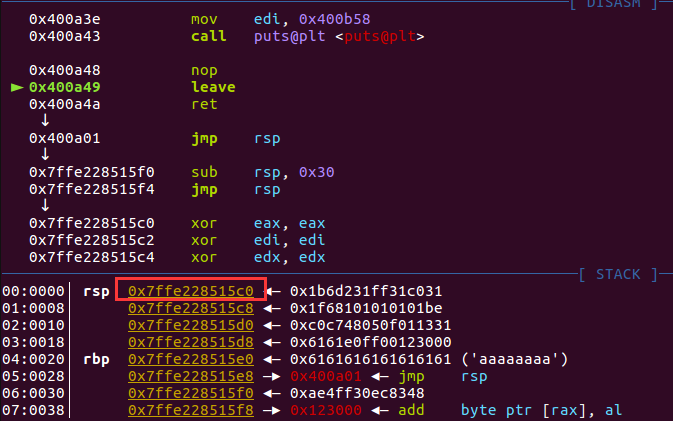 [ DISASM ]
0x400a3e mov edi, 0x400b58
0x400a43 call puts@plt <puts@plt>
0x400a48 nop
► 0x400a49 leave
0x400a4a ret
↓
0x400a01 jmp rsp
↓
0x7ffe228515f0 sub rsp, 0x30
0x7ffe228515f4 jmp rsp
↓
0x7ffe228515c0 xor eax, eax
0x7ffe228515c2 xor edi, edi
0x7ffe228515c4 xor edx, edx
[ STACK ]
00:0000│ rsp 0x7ffe228515c0 ◄— 0x1b6d231ff31c031
01:0008│ 0x7ffe228515c8 ◄— 0x1f68101010101be
02:0010│ 0x7ffe228515d0 ◄— 0xc0c748050f011331
03:0018│ 0x7ffe228515d8 ◄— 0x6161e0ff00123000
04:0020│ rbp 0x7ffe228515e0 ◄— 0x6161616161616161 ('aaaaaaaa')
05:0028│ 0x7ffe228515e8 —► 0x400a01 ◄— jmp rsp
06:0030│ 0x7ffe228515f0 ◄— 0xae4ff30ec8348
07:0038│ 0x7ffe228515f8 —► 0x123000 ◄— add byte ptr [rax], al